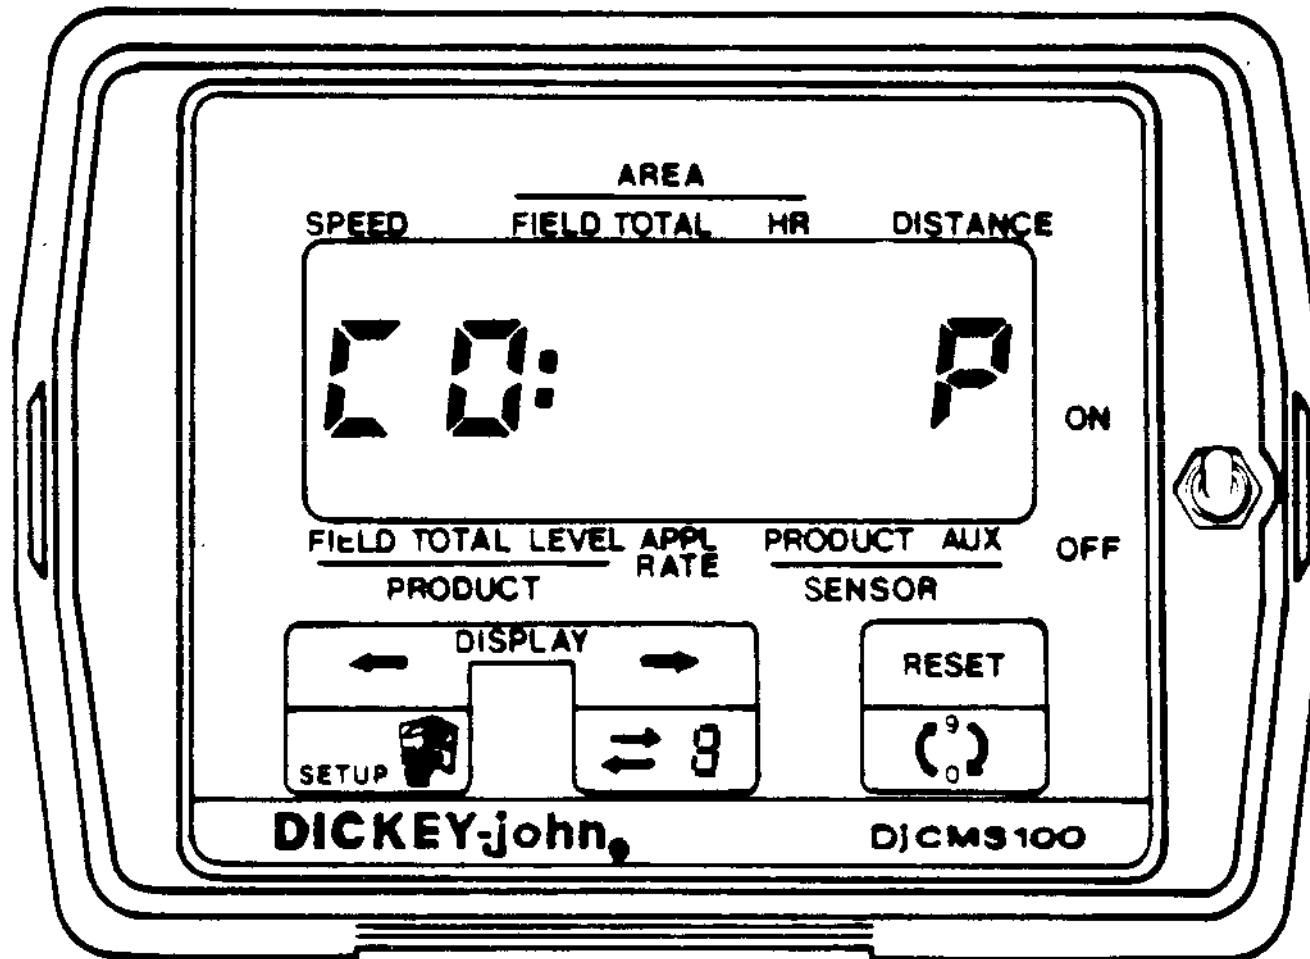 AREA
SPEED FIELD TOTAL HR DISTANCE
C0: P
ON
FIELD TOTAL LEVEL APPL RATE PRODUCT AUX
OFF
PRODUCT SENSOR
DISPLAY
← → RESET
SETUP → ← 9 9 0
DICKEY-john DjCMS100